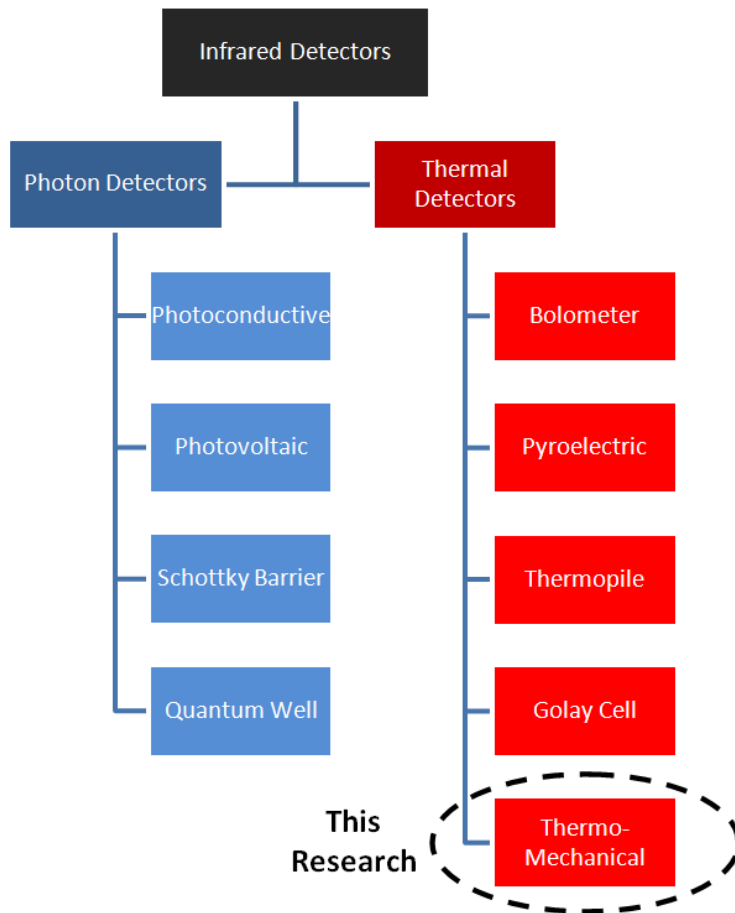 Infrared Detectors
Photon Detectors
Thermal
Detectors
Photoconductive
Bolometer
Photovoltaic
Pyroelectric
Schottky Barrier
Thermopile
Quantum Well
Golay Cell
This
Research
Thermo-
Mechanical